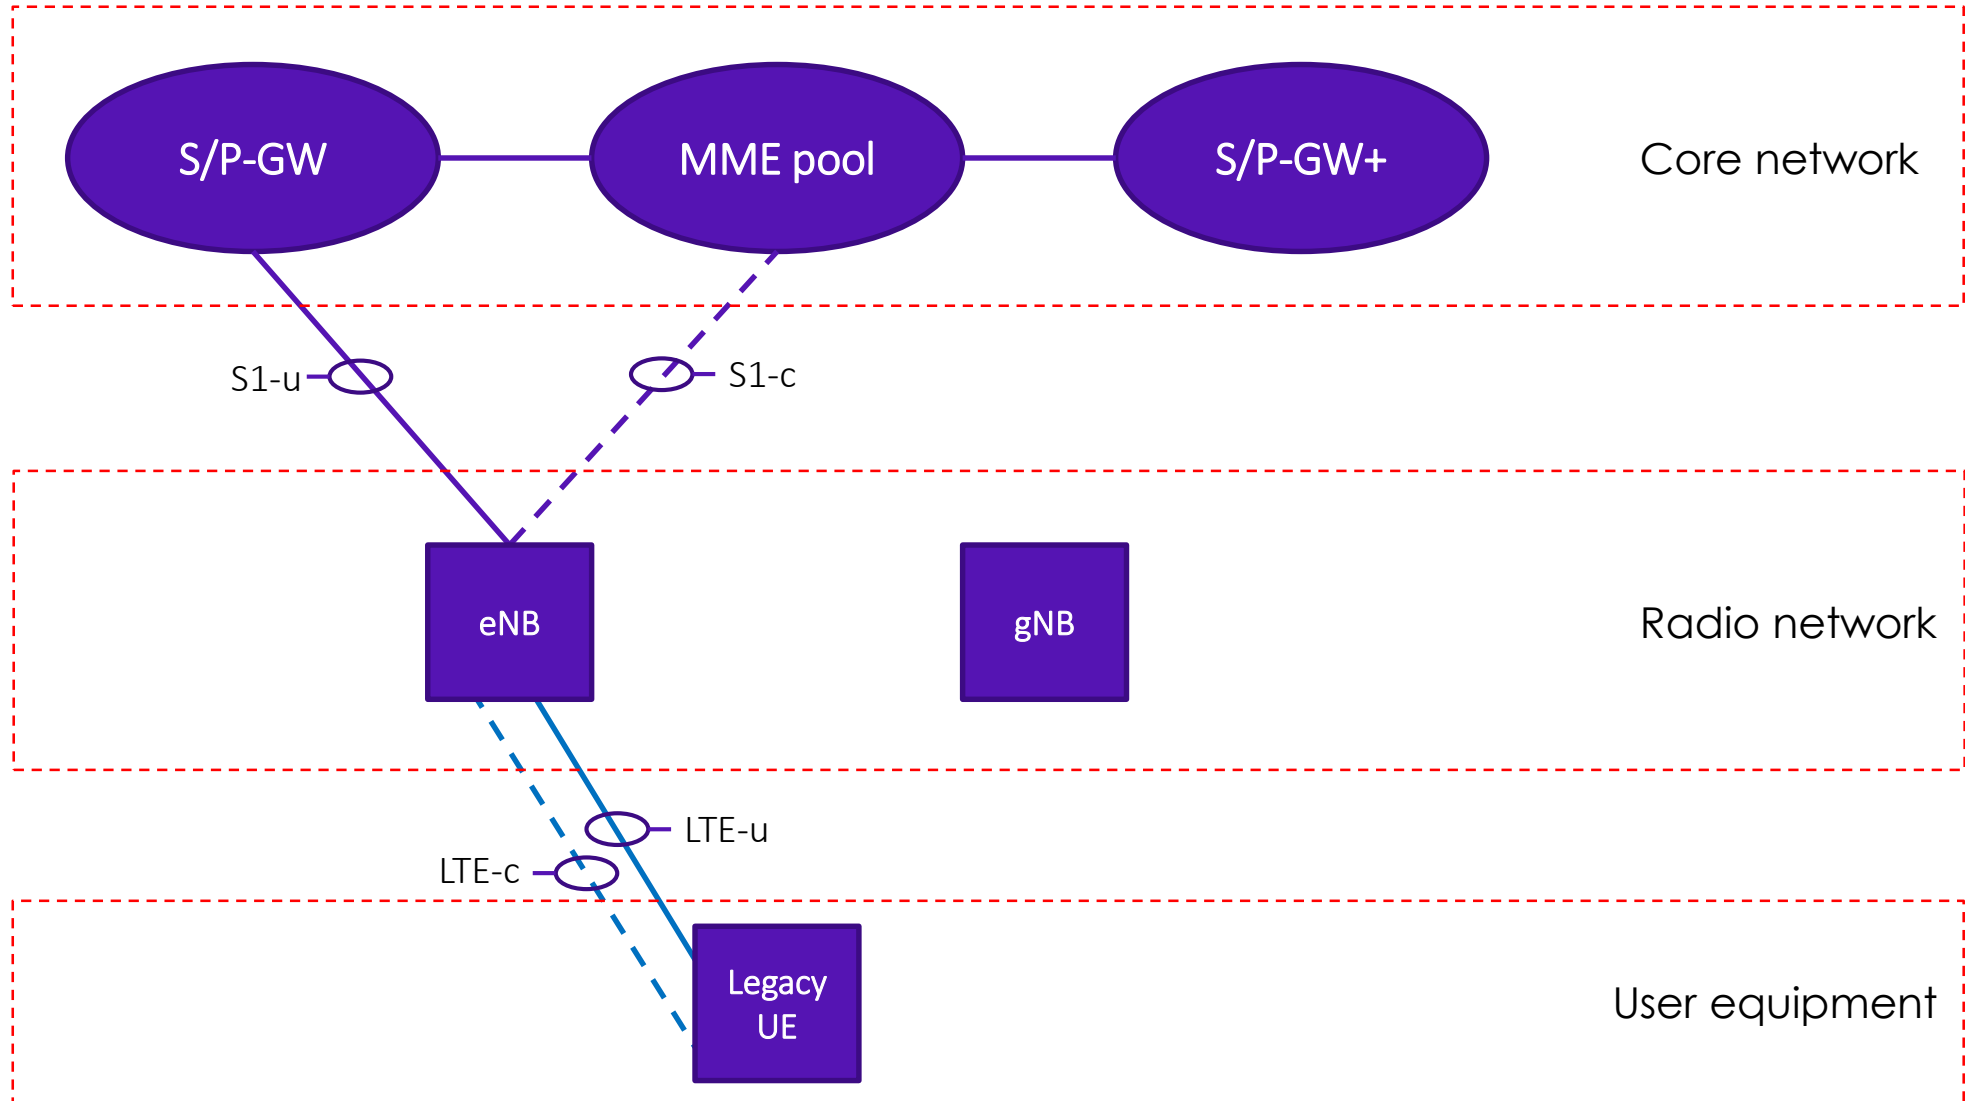 S/P-GW
MME pool
S/P-GW+
Core network
S1-u
S1-c
eNB
gNB
Radio network
LTE-u
LTE-c
Legacy
UE
User equipment